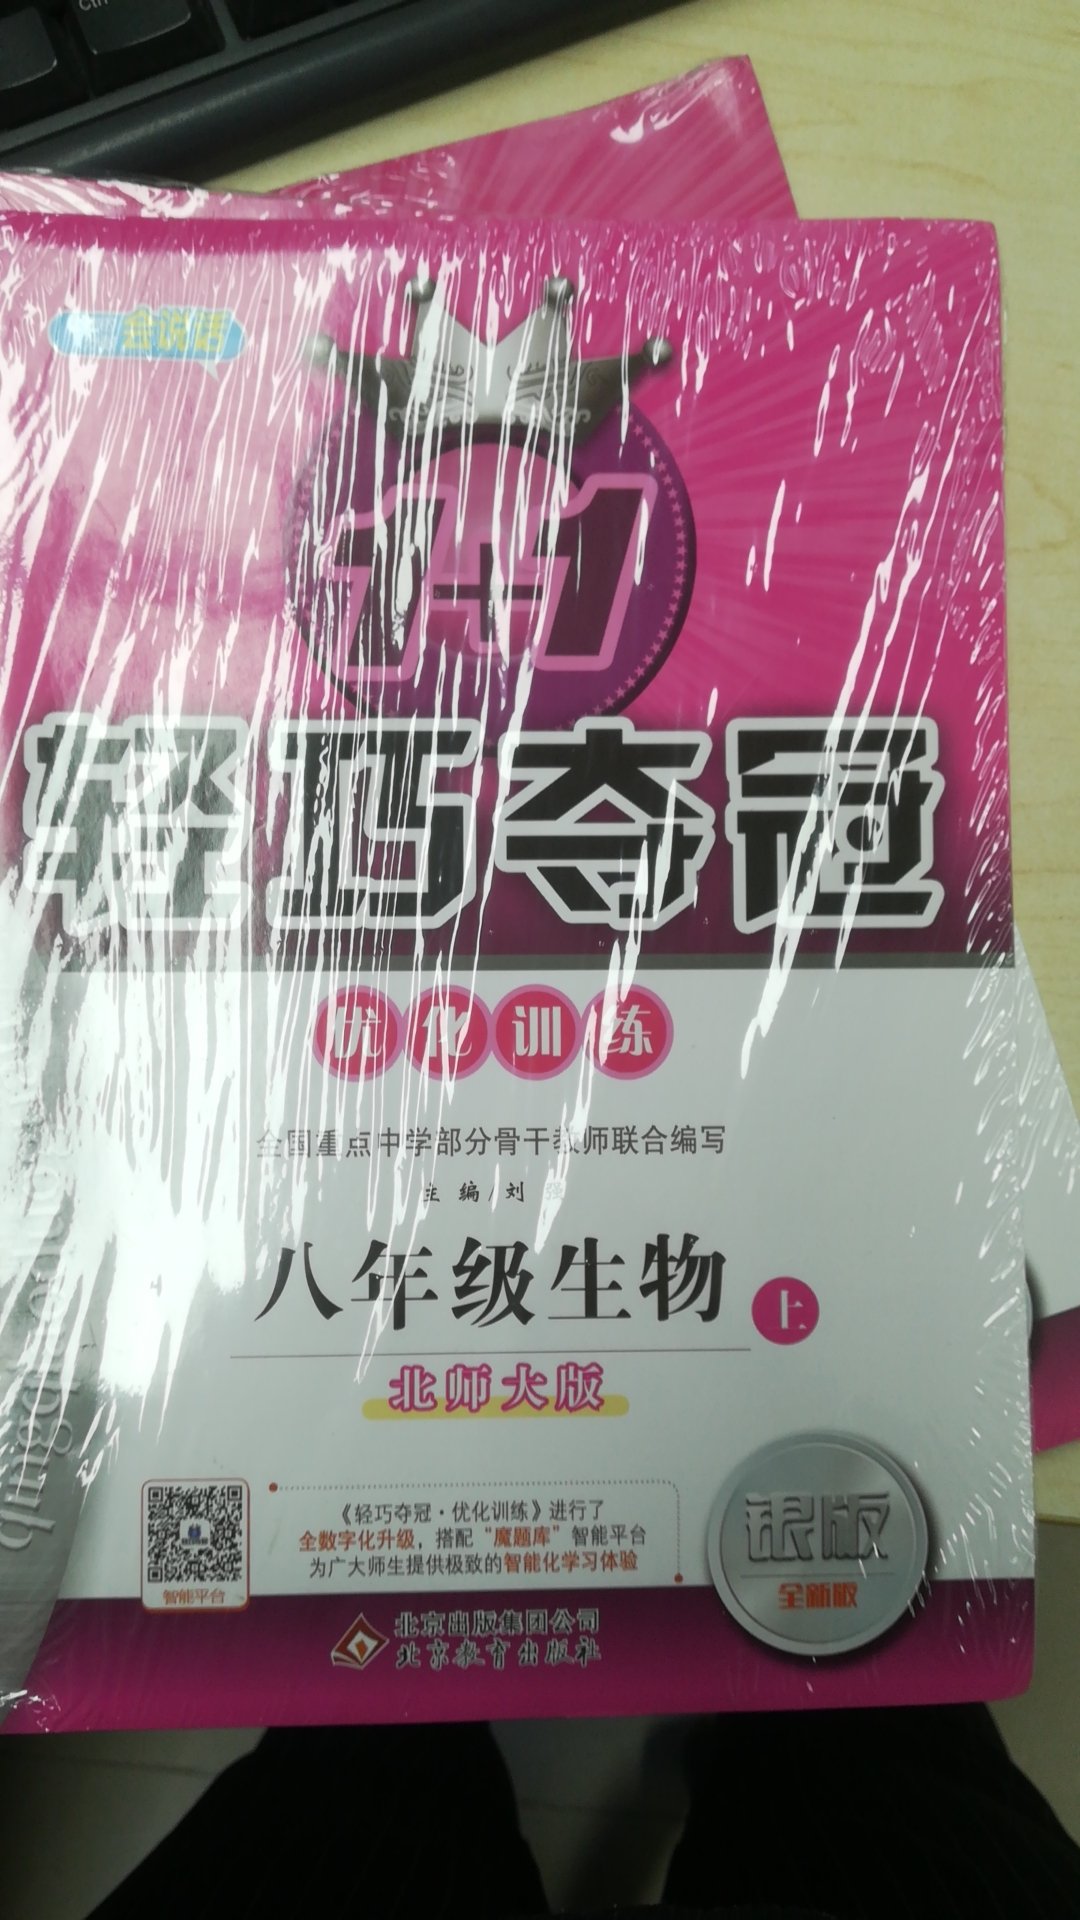 Ctrl
会说话
1+1
轻巧夺冠
优化训练
全国重点中学部分骨干教师联合编写
主 编/刘 强
八年级生物 上
北师大版
《轻巧夺冠·优化训练》进行了
全数字化升级，搭配“魔题库”智能平台
为广大师生提供极致的智能化学习体验
智能平台
银版
全新版
北京出版集团公司
北京教育出版社